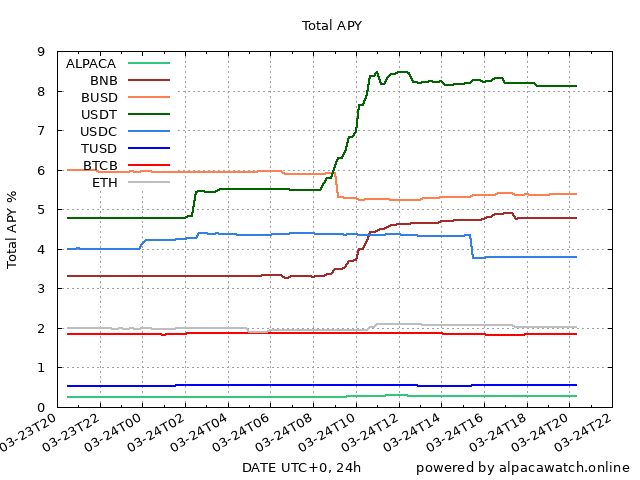 Total APY
Total APY %
9
8
7
6
5
4
3
2
1
0
ALPACA
BNB
BUSD
USDT
USDC
TUSD
BTCB
ETH
03-23T20
03-23T22
03-24T00
03-24T02
03-24T04
03-24T06
03-24T08
03-24T10
03-24T12
03-24T14
03-24T16
03-24T18
03-24T20
03-24T22
DATE UTC+0, 24h
powered by alpacawatch.online